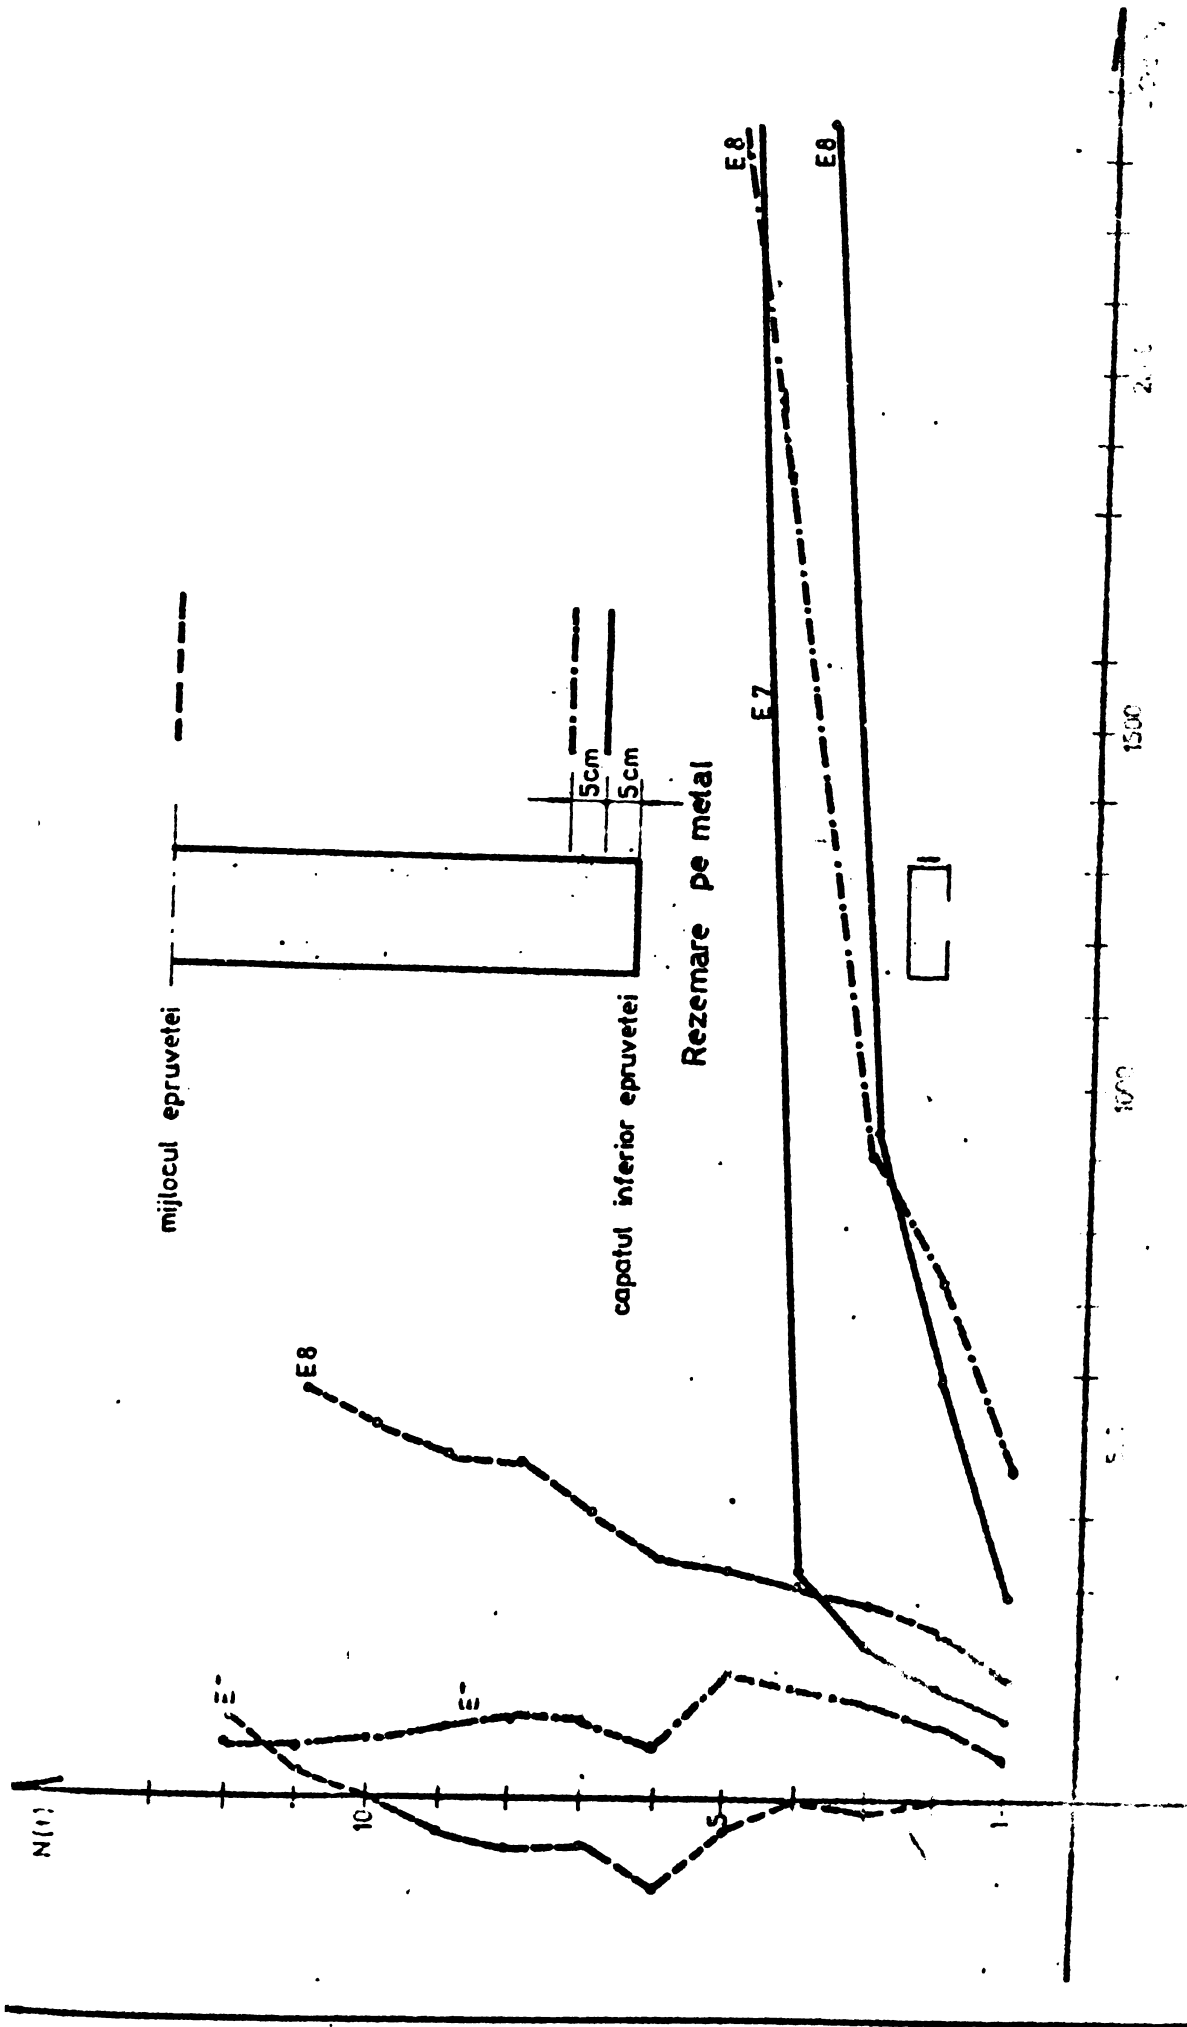 N(t)
10
5
1
E8
mijlocul epruvetei
capatul inferior epruvetei
5cm
5cm
Rezemare pe metal
E7
E8
E8
1000
1500